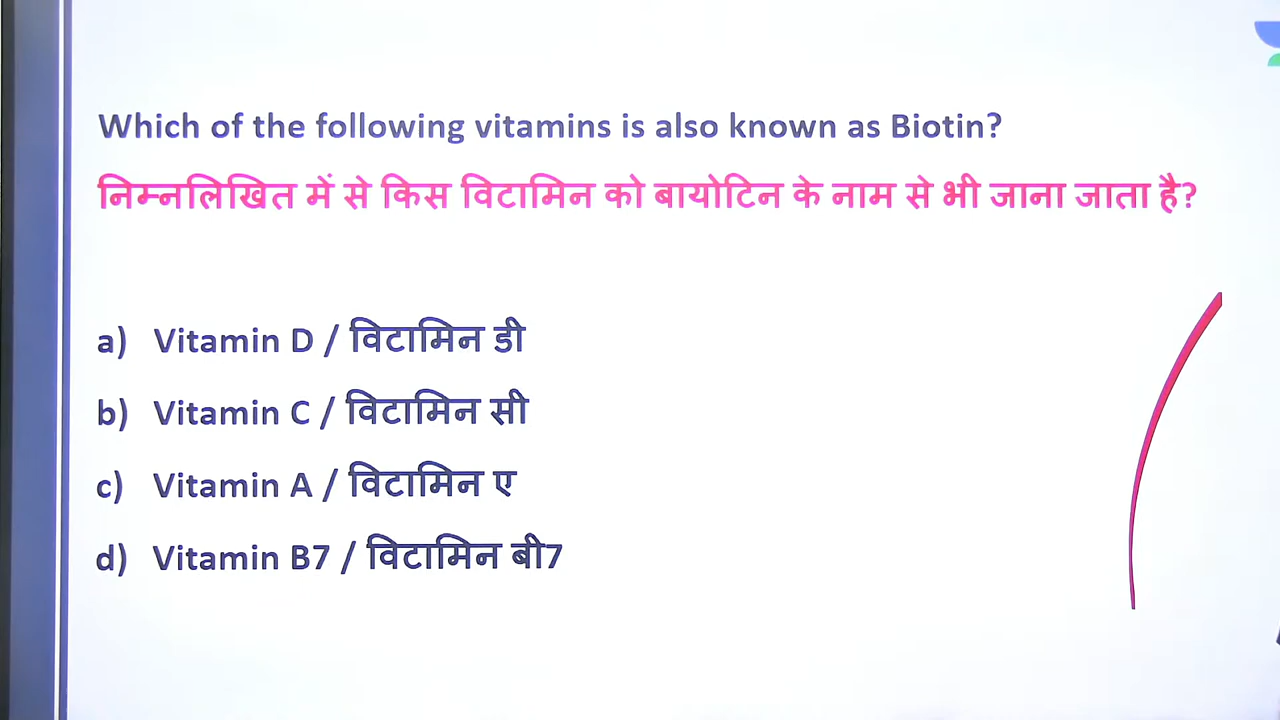 Which of the following vitamins is also known as Biotin?
निम्नलिखित में से किस विटामिन को बायोटिन के नाम से भी जाना जाता है?
a) Vitamin D / विटामिन डी
b) Vitamin C / विटामिन सी
c) Vitamin A / विटामिन ए
d) Vitamin B7 / विटामिन बी7